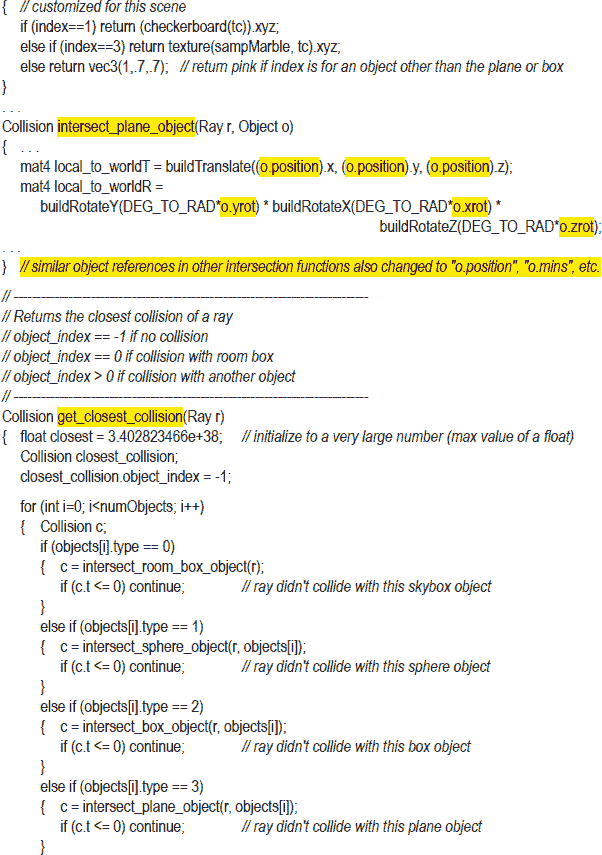 { // customized for this scene
if (index==1) return (checkerboard(tc)).xyz;
else if (index==3) return texture(sampMarble, tc).xyz;
else return vec3(1,.7,.7); // return pink if index is for an object other than the plane or box
}
. . .
Collision intersect_plane_object(Ray r, Object o)
{ . . .
mat4 local_to_worldT = buildTranslate((o.position).x, (o.position).y, (o.position).z);
mat4 local_to_worldR =
buildRotateY(DEG_TO_RAD*o.yrot) * buildRotateX(DEG_TO_RAD*o.xrot) *
buildRotateZ(DEG_TO_RAD*o.zrot);
. . .
} // similar object references in other intersection functions also changed to "o.position", "o.mins", etc.
// ------------------------------------------------------------------------------
// Returns the closest collision of a ray
// object_index == -1 if no collision
// object_index == 0 if collision with room box
// object_index > 0 if collision with another object
// ------------------------------------------------------------------------------
Collision get_closest_collision(Ray r)
{ float closest = 3.402823466e+38; // initialize to a very large number (max value of a float)
Collision closest_collision;
closest_collision.object_index = -1;
for (int i=0; i<numObjects; i++)
{ Collision c;
if (objects[i].type == 0)
{ c = intersect_room_box_object(r);
if (c.t <= 0) continue; // ray didn't collide with this skybox object
}
else if (objects[i].type == 1)
{ c = intersect_sphere_object(r, objects[i]);
if (c.t <= 0) continue; // ray didn't collide with this sphere object
}
else if (objects[i].type == 2)
{ c = intersect_box_object(r, objects[i]);
if (c.t <= 0) continue; // ray didn't collide with this box object
}
else if (objects[i].type == 3)
{ c = intersect_plane_object(r, objects[i]);
if (c.t <= 0) continue; // ray didn't collide with this plane object
}